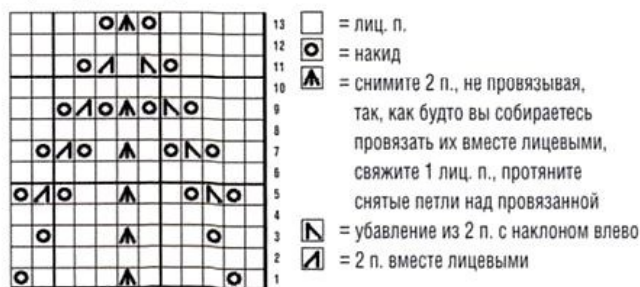 13
12
11
10
9
8
7
6
5
4
3
2
1
= лиц. п.
= накид
= снимите 2 п., не провязывая,
так, как будто вы собираетесь
провязать их вместе лицевыми,
свяжите 1 лиц. п., протяните
снятые петли над провязанной
= убавление из 2 п. с наклоном влево
= 2 п. вместе лицевыми